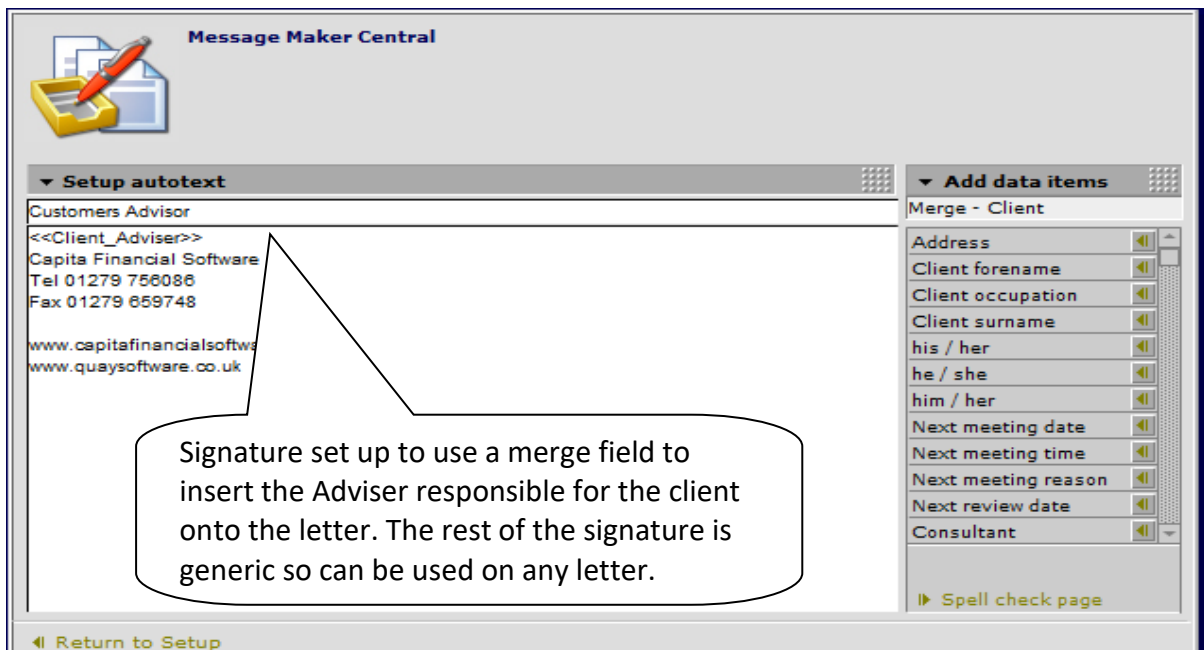 Message Maker Central
Setup autotext
Customers Advisor
<<Client_Adviser>>
Capita Financial Software
Tel 01279 756086
Fax 01279 659748
www.capitafinancialsoftwa
www.quaysoftware.co.uk
Signature set up to use a merge field to
insert the Adviser responsible for the client
onto the letter. The rest of the signature is
generic so can be used on any letter.
Add data items
Merge - Client
Address
Client forename
Client occupation
Client surname
his / her
he / she
him / her
Next meeting date
Next meeting time
Next meeting reason
Next review date
Consultant
Spell check page
Return to Setup